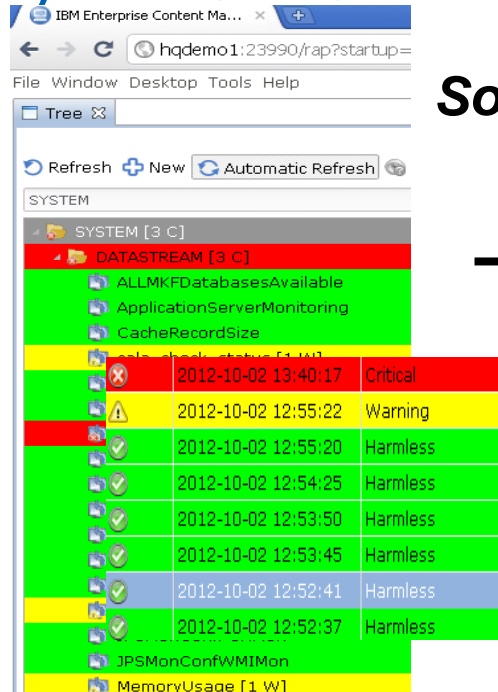 IBM Enterprise Content Ma...
hqdemo1:23990/rap?startup=
File Window Desktop Tools Help
So
Tree
Refresh New Automatic Refresh
SYSTEM
SYSTEM [3 C]
DATASTREAM [3 C]
ALLMKFDatabasesAvailable
ApplicationServerMonitoring
CacheRecordSize
2012-10-02 13:40:17 Critical
2012-10-02 12:55:22 Warning
2012-10-02 12:55:20 Harmless
2012-10-02 12:54:25 Harmless
2012-10-02 12:53:50 Harmless
2012-10-02 12:53:45 Harmless
2012-10-02 12:52:41 Harmless
2012-10-02 12:52:37 Harmless
JPSMonConfWMIMon
MemoryUsage [1 W]